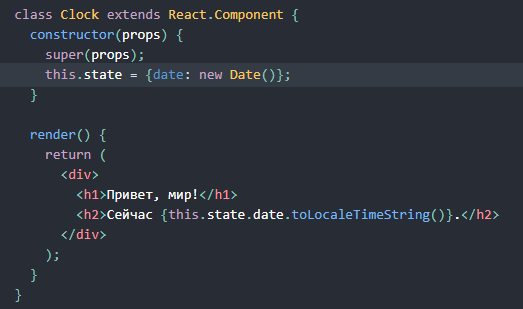 class Clock extends React.Component {
constructor(props) {
super(props);
this.state = {date: new Date()};
}
render() {
return (
<div>
<h1>Привет, мир!</h1>
<h2>Сейчас {this.state.date.toLocaleTimeString()}.</h2>
</div>
);
}
}